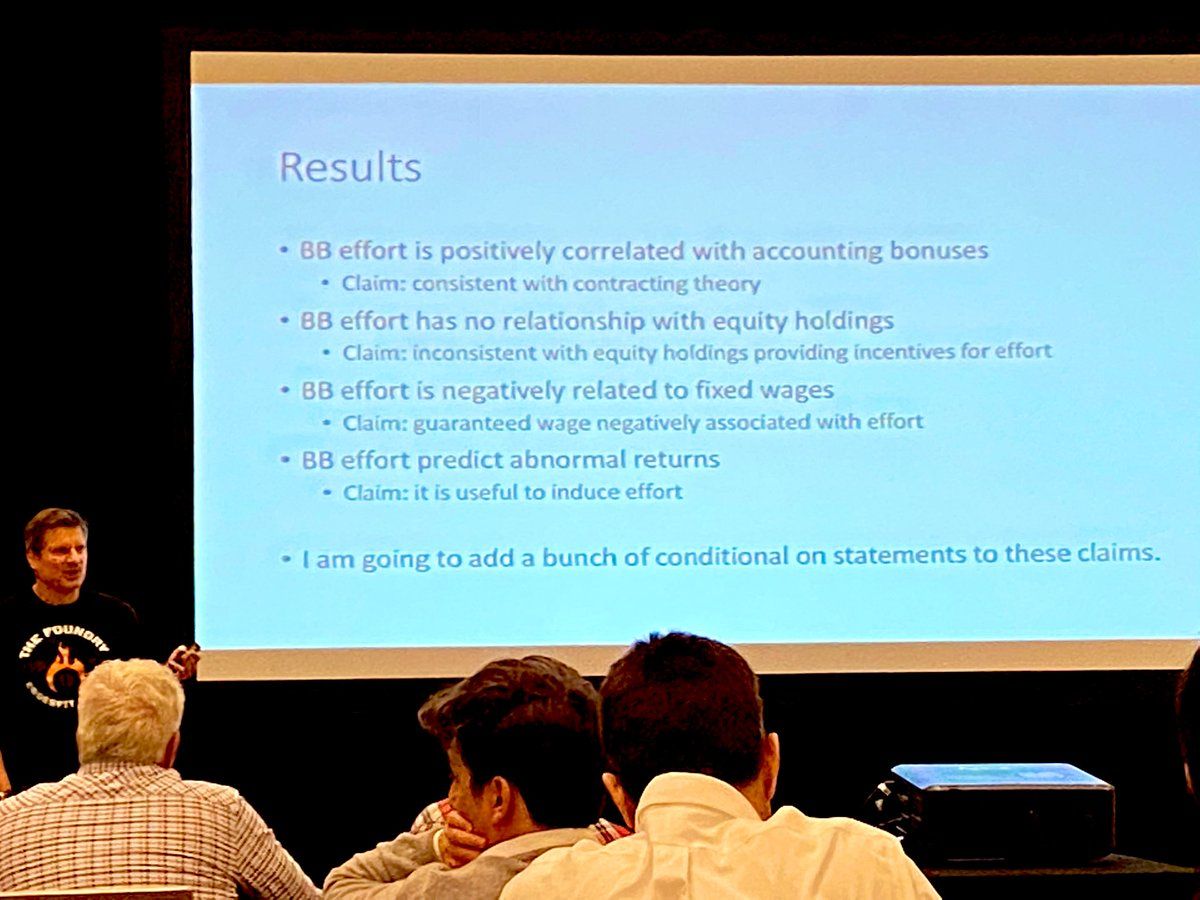 Results
• BB effort is positively correlated with accounting bonuses
• Claim: consistent with contracting theory
• BB effort has no relationship with equity holdings
• Claim: inconsistent with equity holdings providing incentives for effort
• BB effort is negatively related to fixed wages
• Claim: guaranteed wage negatively associated with effort
• BB effort predict abnormal returns
• Claim: it is useful to induce effort
• I am going to add a bunch of conditional on statements to these claims.
THE FOUNDRY